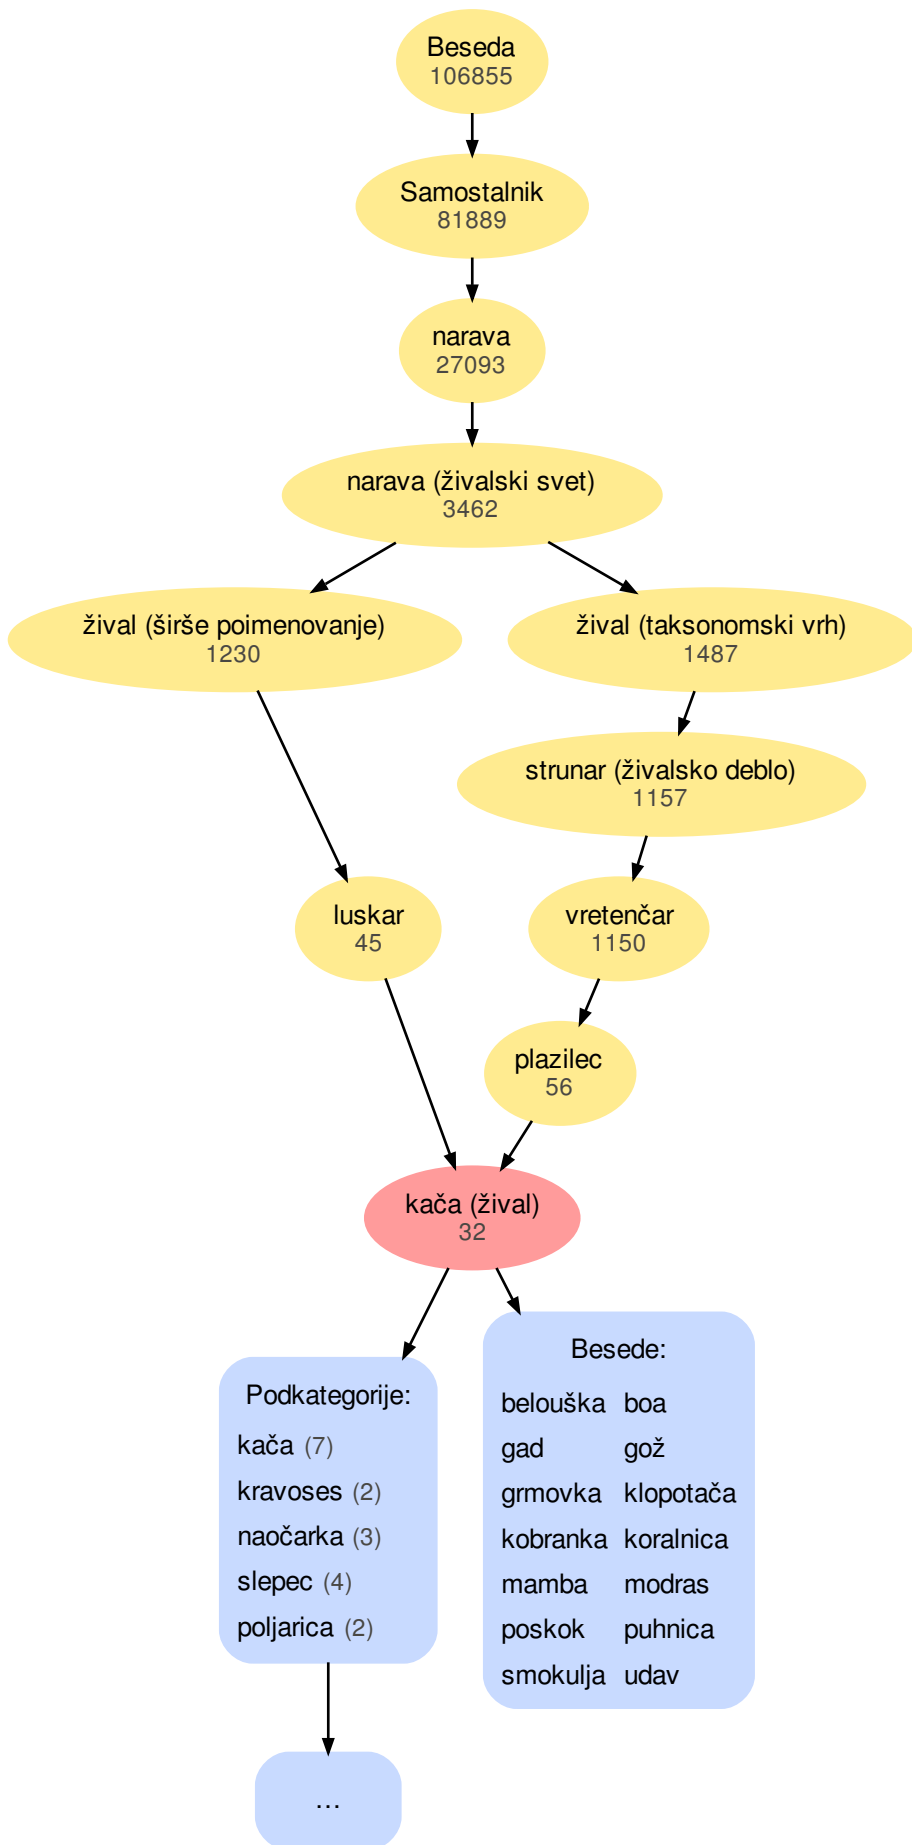 Beseda
106855
Samostalnik
81889
narava
27093
narava (živalski svet)
3462
žival (širše poimenovanje)
1230
žival (taksonomski vrh)
1487
strunar (živalsko deblo)
1157
luskar
45
vretenčar
1150
plazilec
56
kača (žival)
32
Podkategorije:
kača (7)
kravoses (2)
naočarka (3)
slepec (4)
poljarica (2)
...
Besede:
belouška boa
gad gož
grmovka klopotača
kobranka koralnica
mamba modras
poskok puhnica
smokulja udav